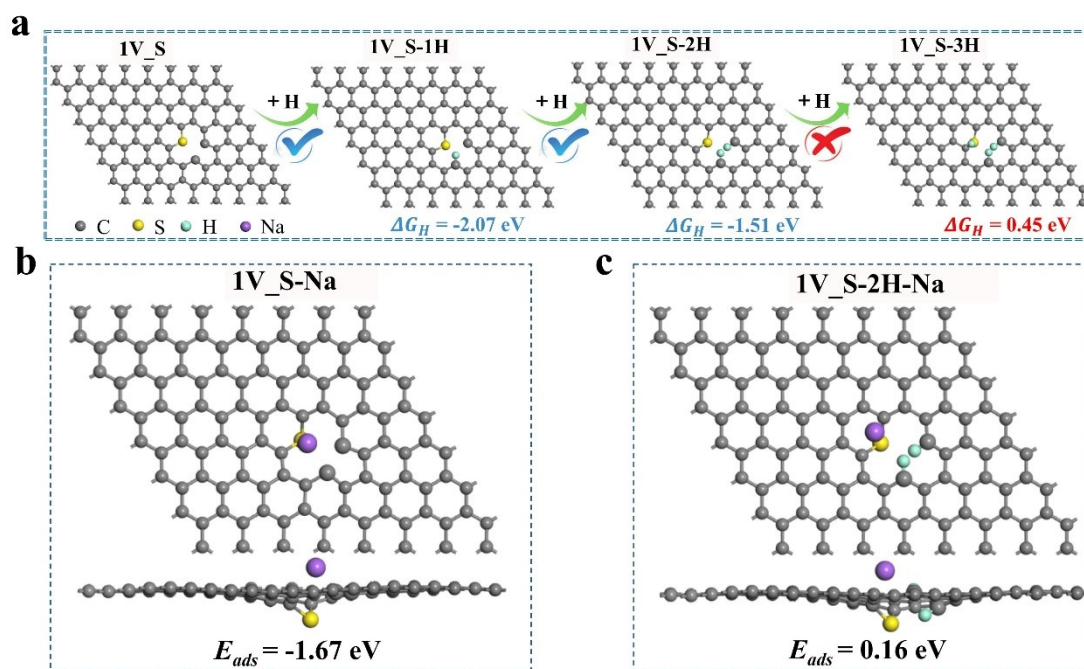 a
1V_S
1V_S-1H
1V_S-2H
1V_S-3H
+ H
+ H
+ H
C S H Na
ΔG_H = -2.07 eV
ΔG_H = -1.51 eV
ΔG_H = 0.45 eV
b
1V_S-Na
E_ads = -1.67 eV
c
1V_S-2H-Na
E_ads = 0.16 eV